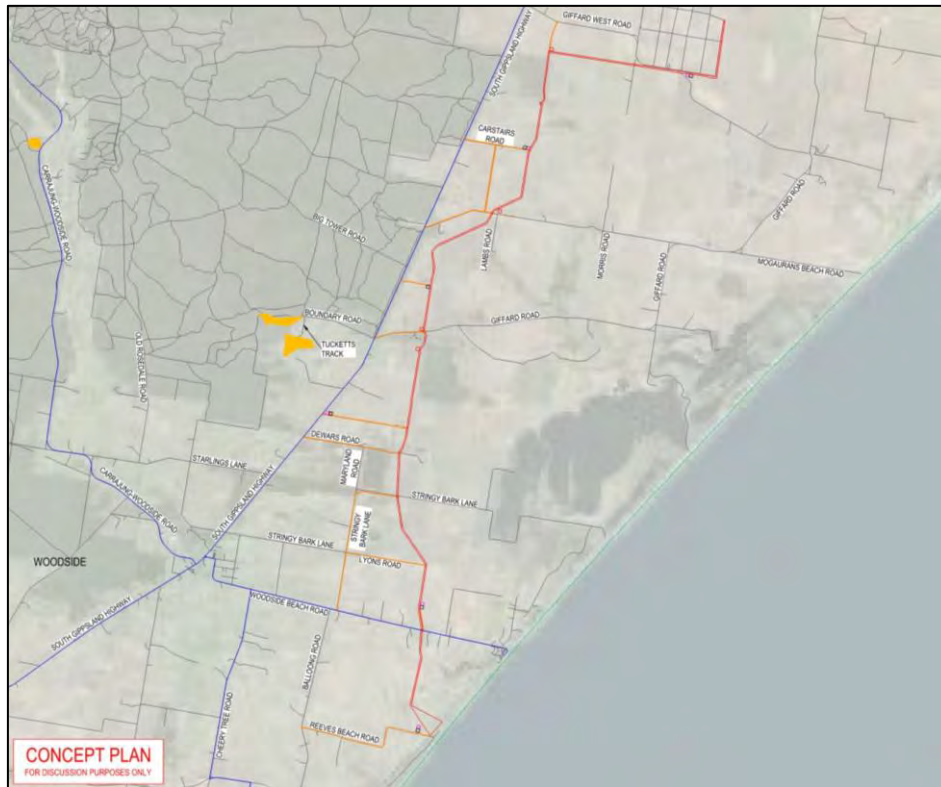 GIFFARD WEST ROAD
SOUTH GIPPSLAND HIGHWAY
CARSTAIRS
ROAD
CARRAJUNG-WOODSIDE ROAD
GIFFARD ROAD
BIG TOWER ROAD
LAMBS ROAD
MORRIS ROAD
GIFFARD ROAD
MCGAURANS BEACH ROAD
BOUNDARY ROAD
GIFFARD ROAD
TUCKETTS
TRACK
OLD ROSEDALE ROAD
DEWARS ROAD
STARLINGS LANE
MARYLAND
ROAD
CARRAJUNG-WOODSIDE ROAD
SOUTH GIPPSLAND HIGHWAY
STRINGY BARK LANE
STRINGY
BARK LANE
STRINGY BARK LANE
WOODSIDE
LYONS ROAD
WOODSIDE BEACH ROAD
SOUTH GIPPSLAND HIGHWAY
BALLOONG ROAD
CHEERY TREE ROAD
REEVES BEACH ROAD
CONCEPT PLAN
FOR DISCUSSION PURPOSES ONLY